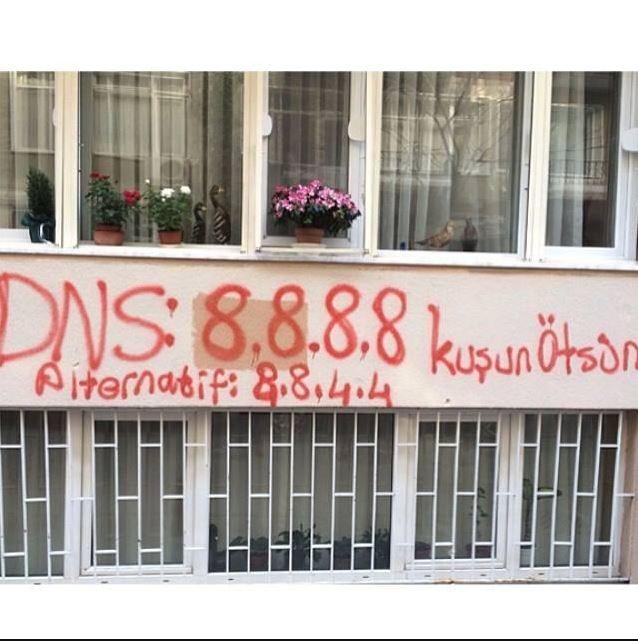 DNS: 8.8.8.8 kuşun Ötsün
Alternatif: 8.8.4.4